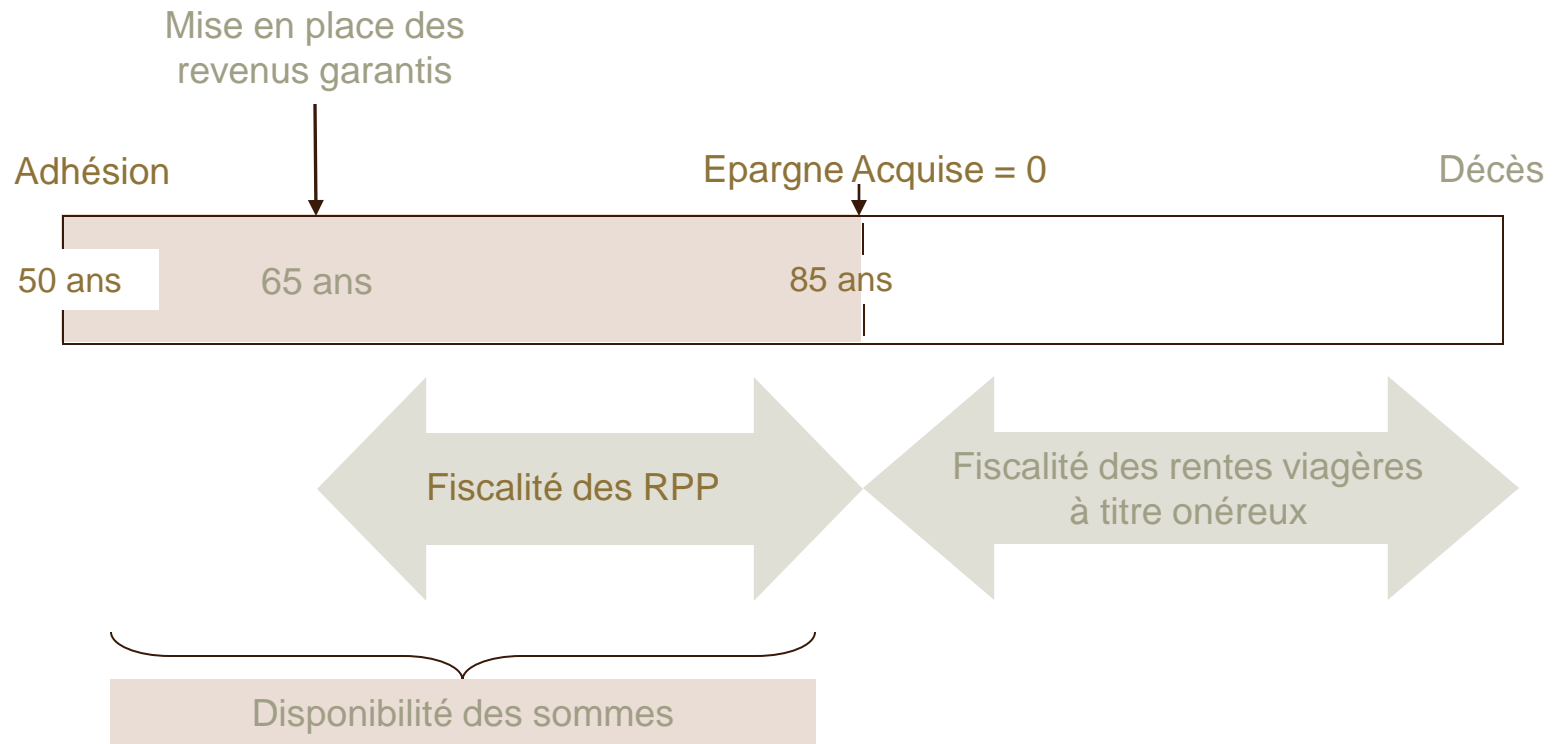 Mise en place des
revenus garantis
Adhésion
Epargne Acquise = 0
Décès
50 ans
65 ans
85 ans
Fiscalité des RPP
Fiscalité des rentes viagères
à titre onéreux
Disponibilité des sommes